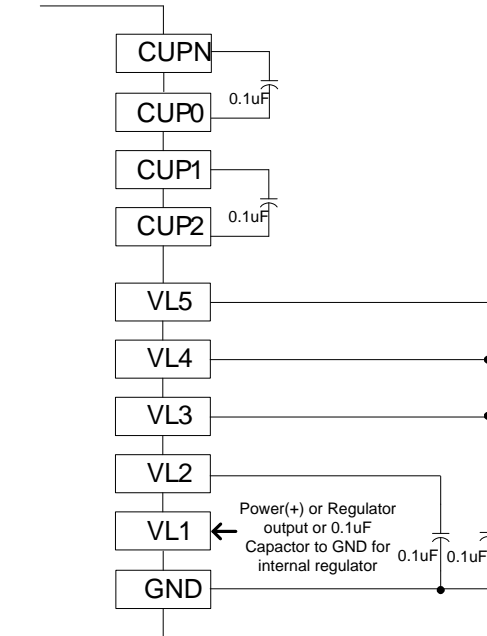 CUPN
0.1uF
CUP0
CUP1
0.1uF
CUP2
VL5
VL4
VL3
VL2
VL1
Power(+) or Regulator
output or 0.1uF
Capactor to GND for
internal regulator
0.1uF 0.1uF
GND